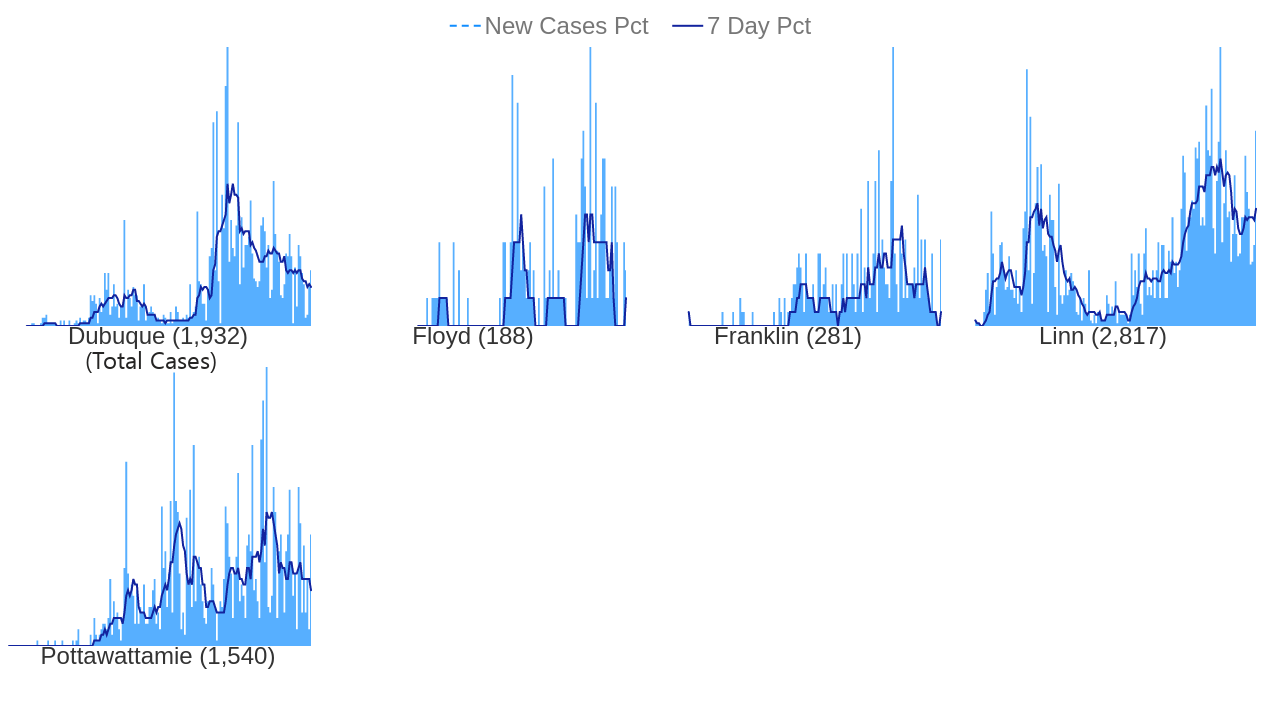 New Cases Pct 7 Day Pct
Dubuque (1,932) Floyd (188) Franklin (281) Linn (2,817)
(Total Cases)
Pottawattamie (1,540)